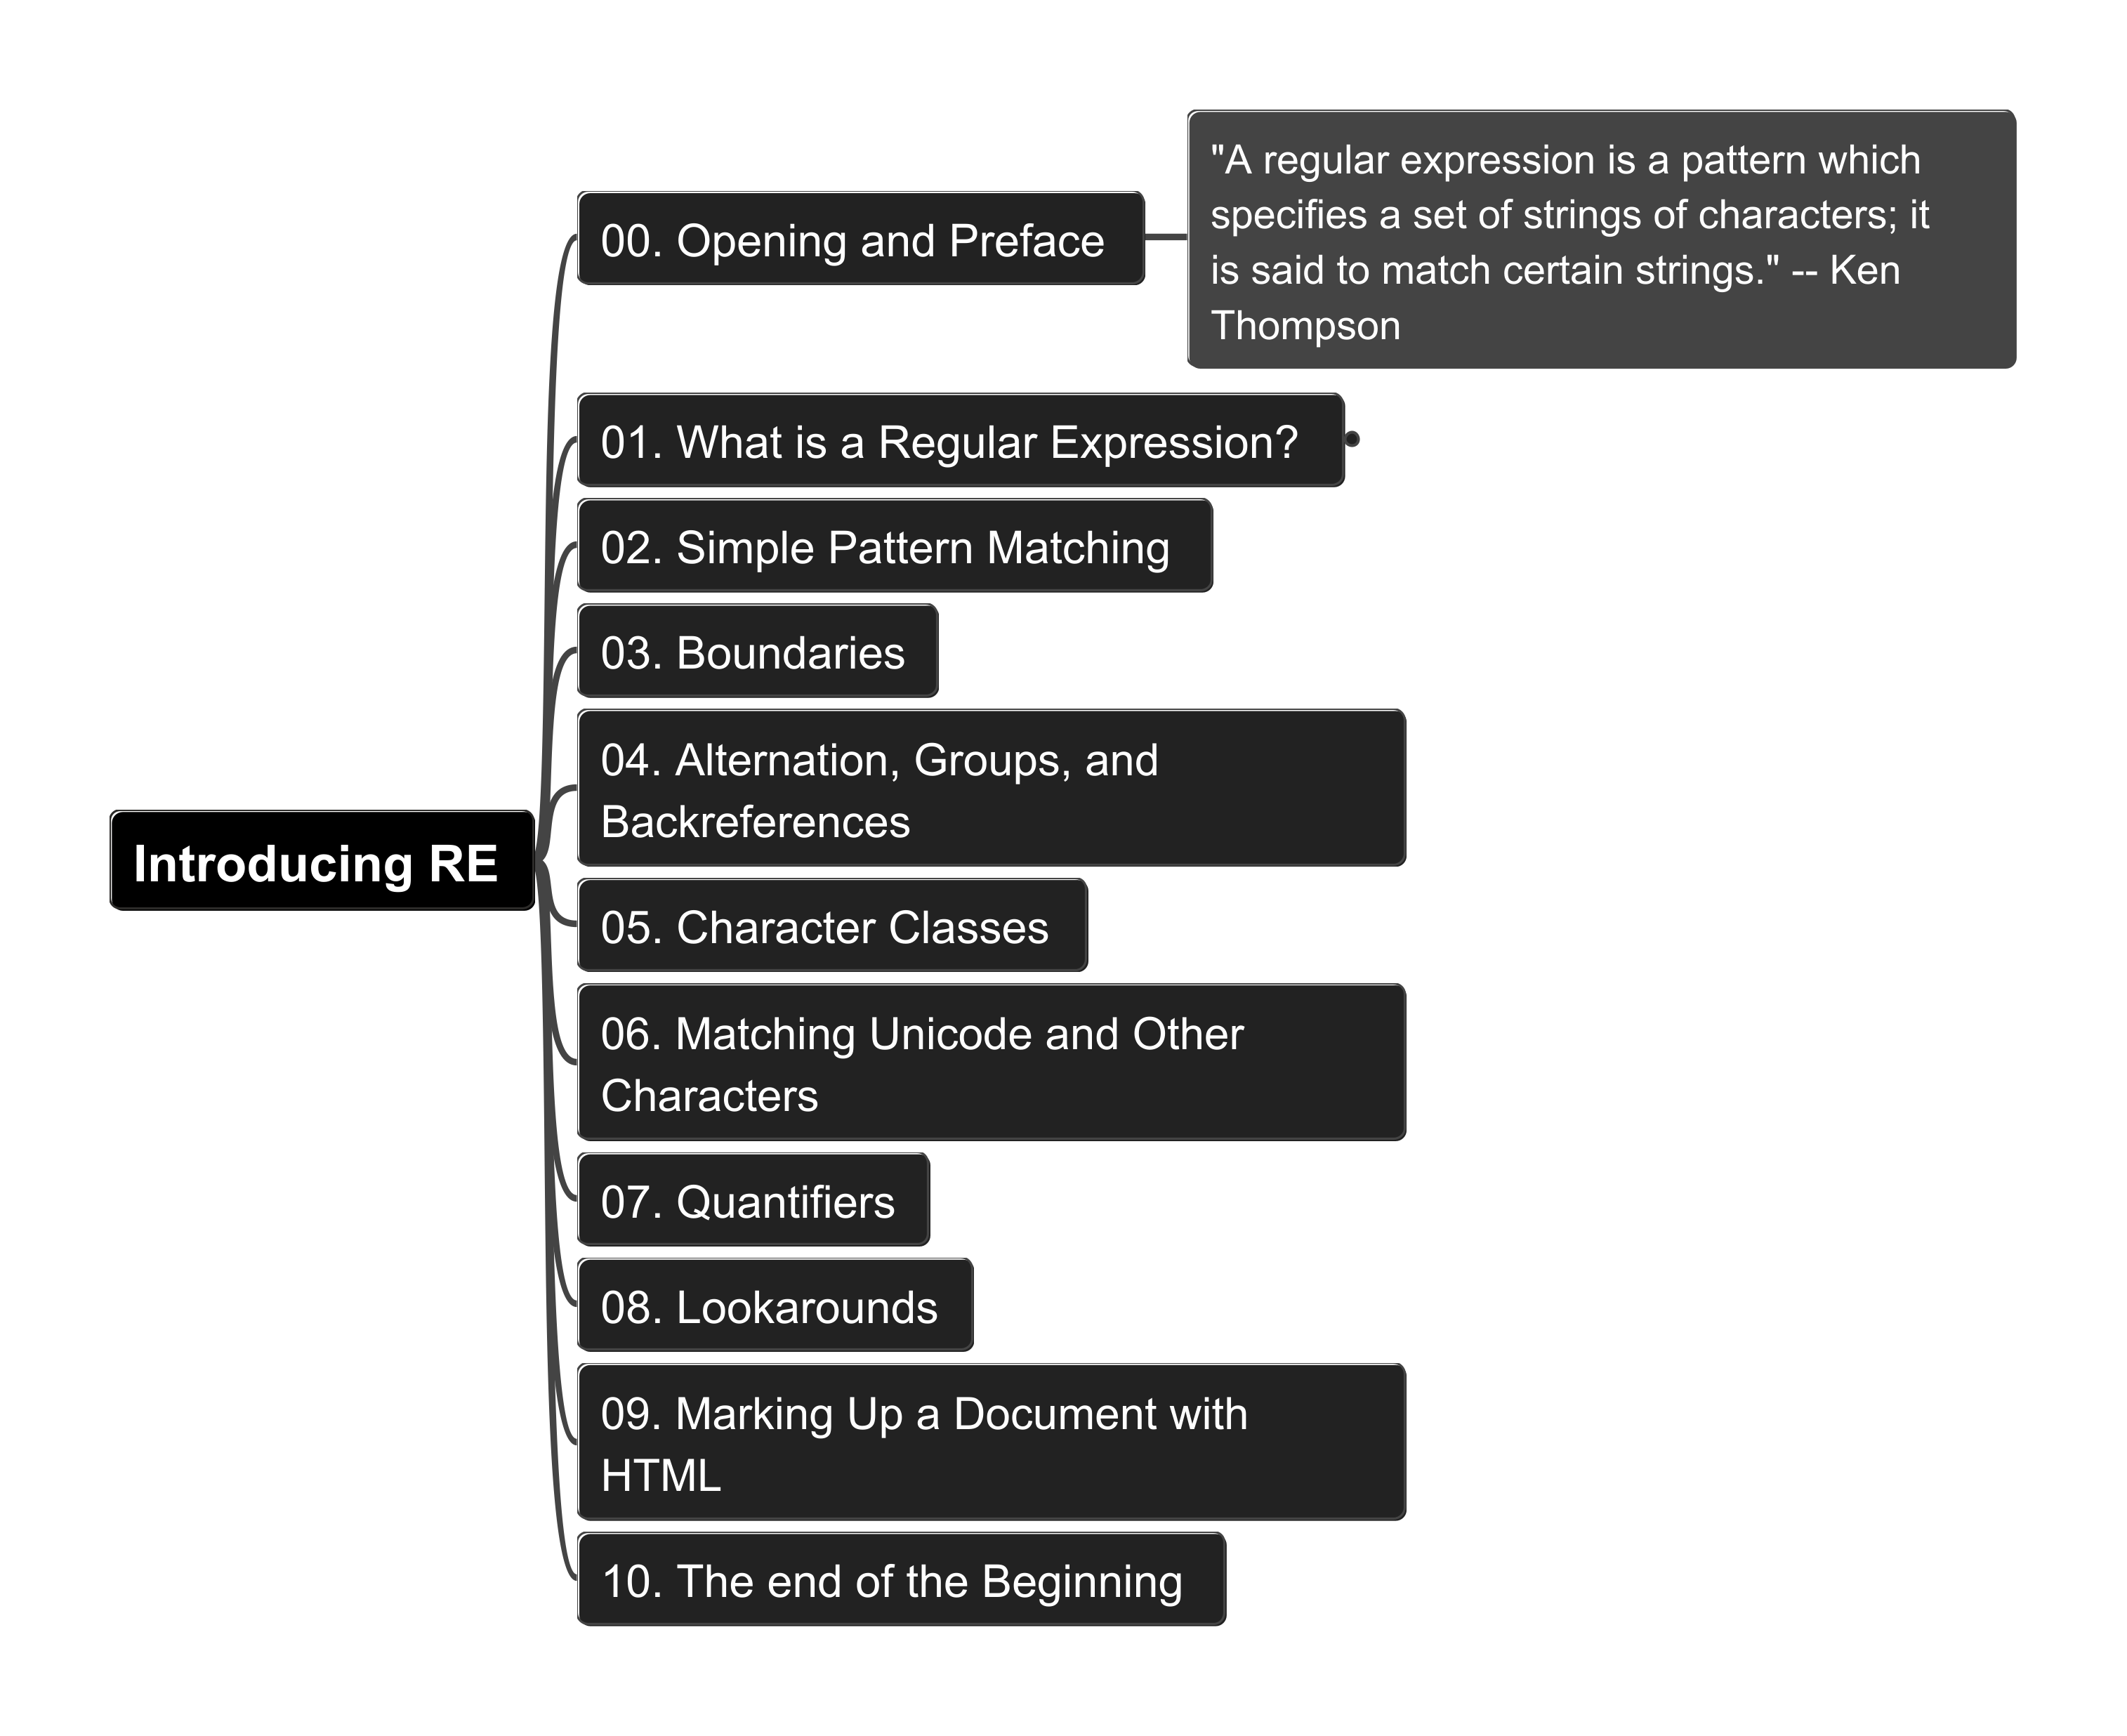 "A regular expression is a pattern which
specifies a set of strings of characters; it
is said to match certain strings." -- Ken
Thompson
00. Opening and Preface
01. What is a Regular Expression?
02. Simple Pattern Matching
03. Boundaries
04. Alternation, Groups, and
Backreferences
Introducing RE
05. Character Classes
06. Matching Unicode and Other
Characters
07. Quantifiers
08. Lookarounds
09. Marking Up a Document with
HTML
10. The end of the Beginning